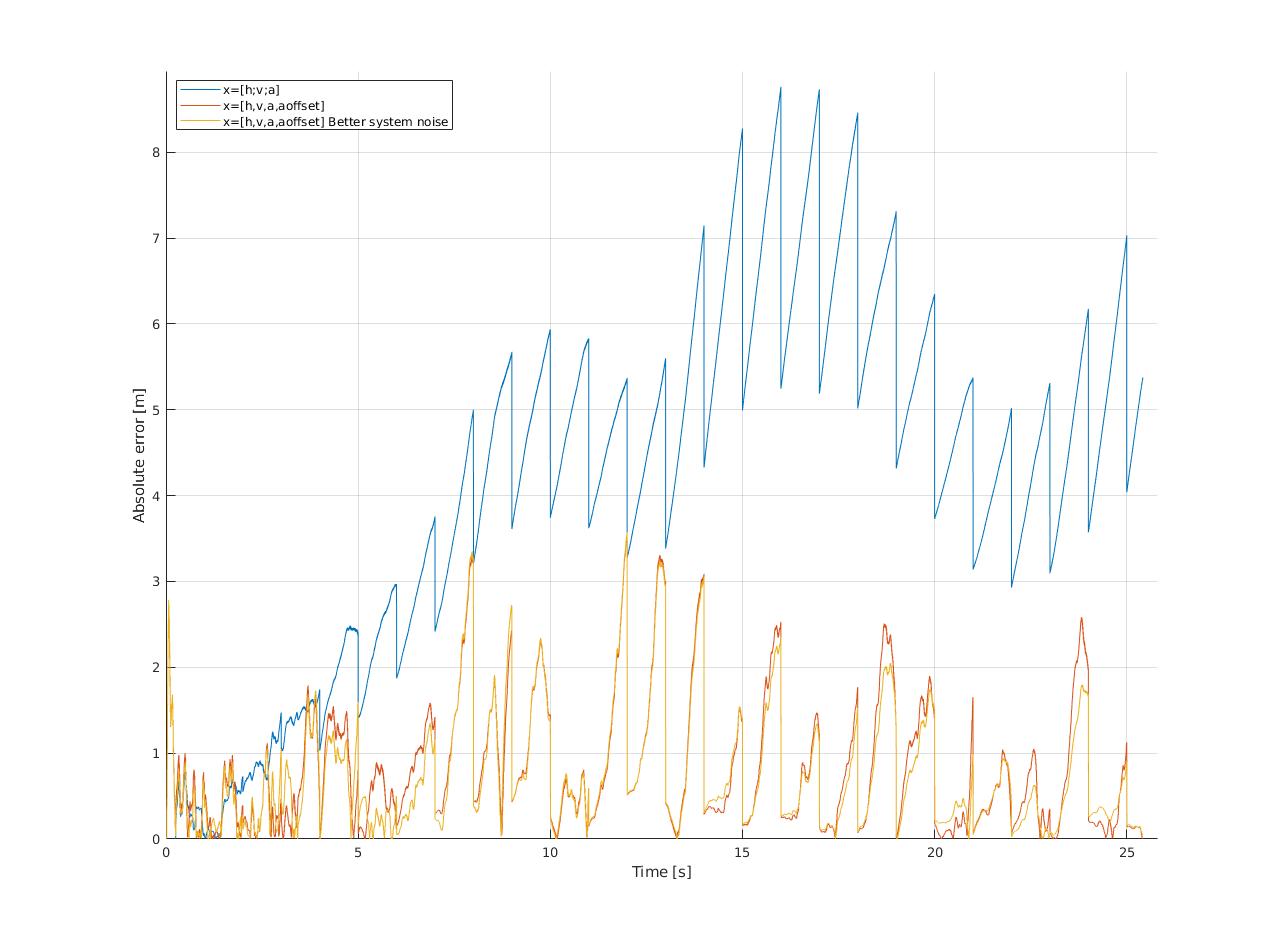 x=[h;v;a]
x=[h,v,a,aoffset]
x=[h,v,a,aoffset] Better system noise
8
7
6
5
4
3
2
1
0
Absolute error [m]
0 5 10 15 20 25
Time [s]